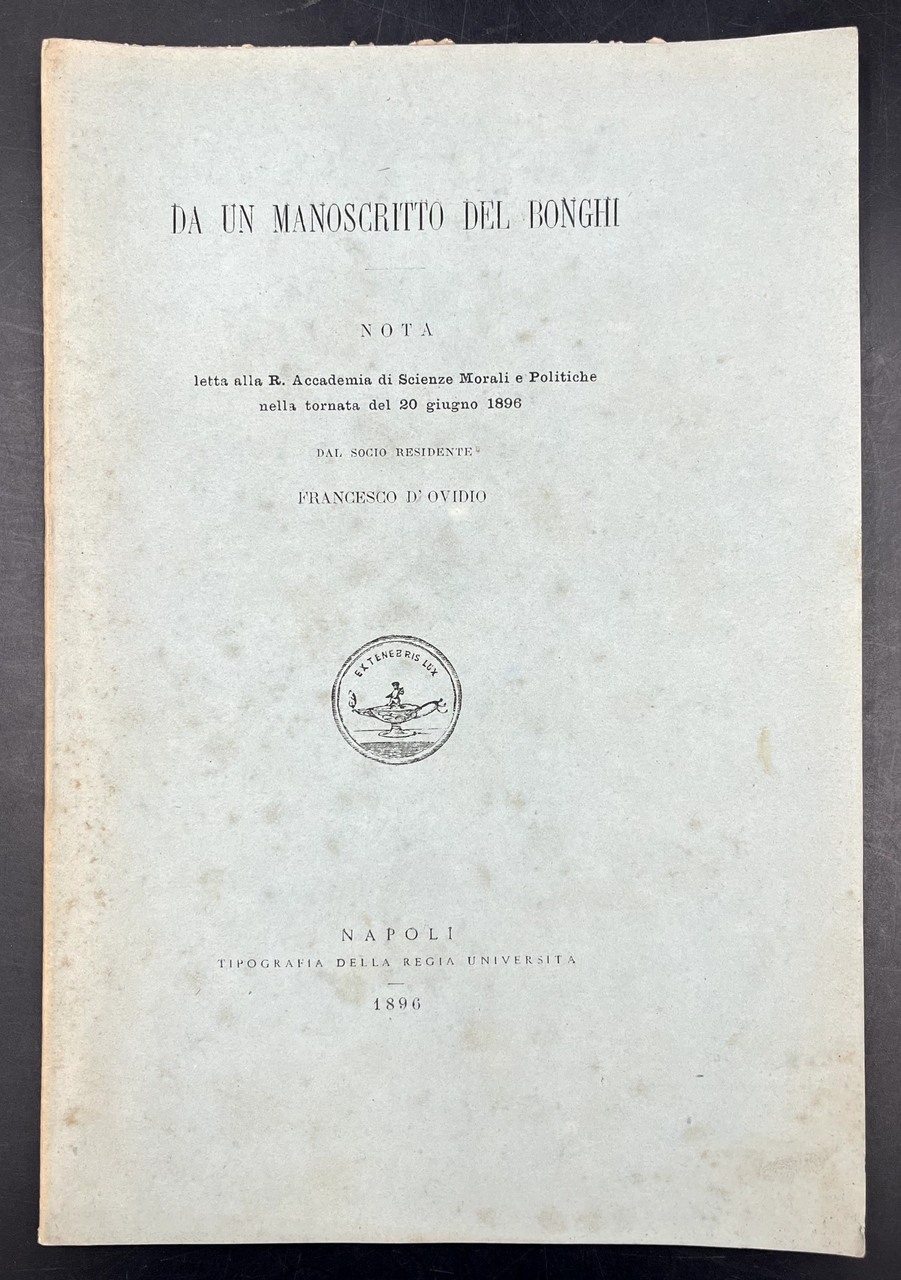 DA UN MANOSCRITTO DEL BONGHI
NOTA
letta alla R. Accademia di Scienze Morali e Politiche
nella tornata del 20 giugno 1896
DAL SOCIO RESIDENTE
FRANCESCO D' OVIDIO
EX TENEBRIS LUX
NAPOLI
TIPOGRAFIA DELLA REGIA UNIVERSITÀ
1896